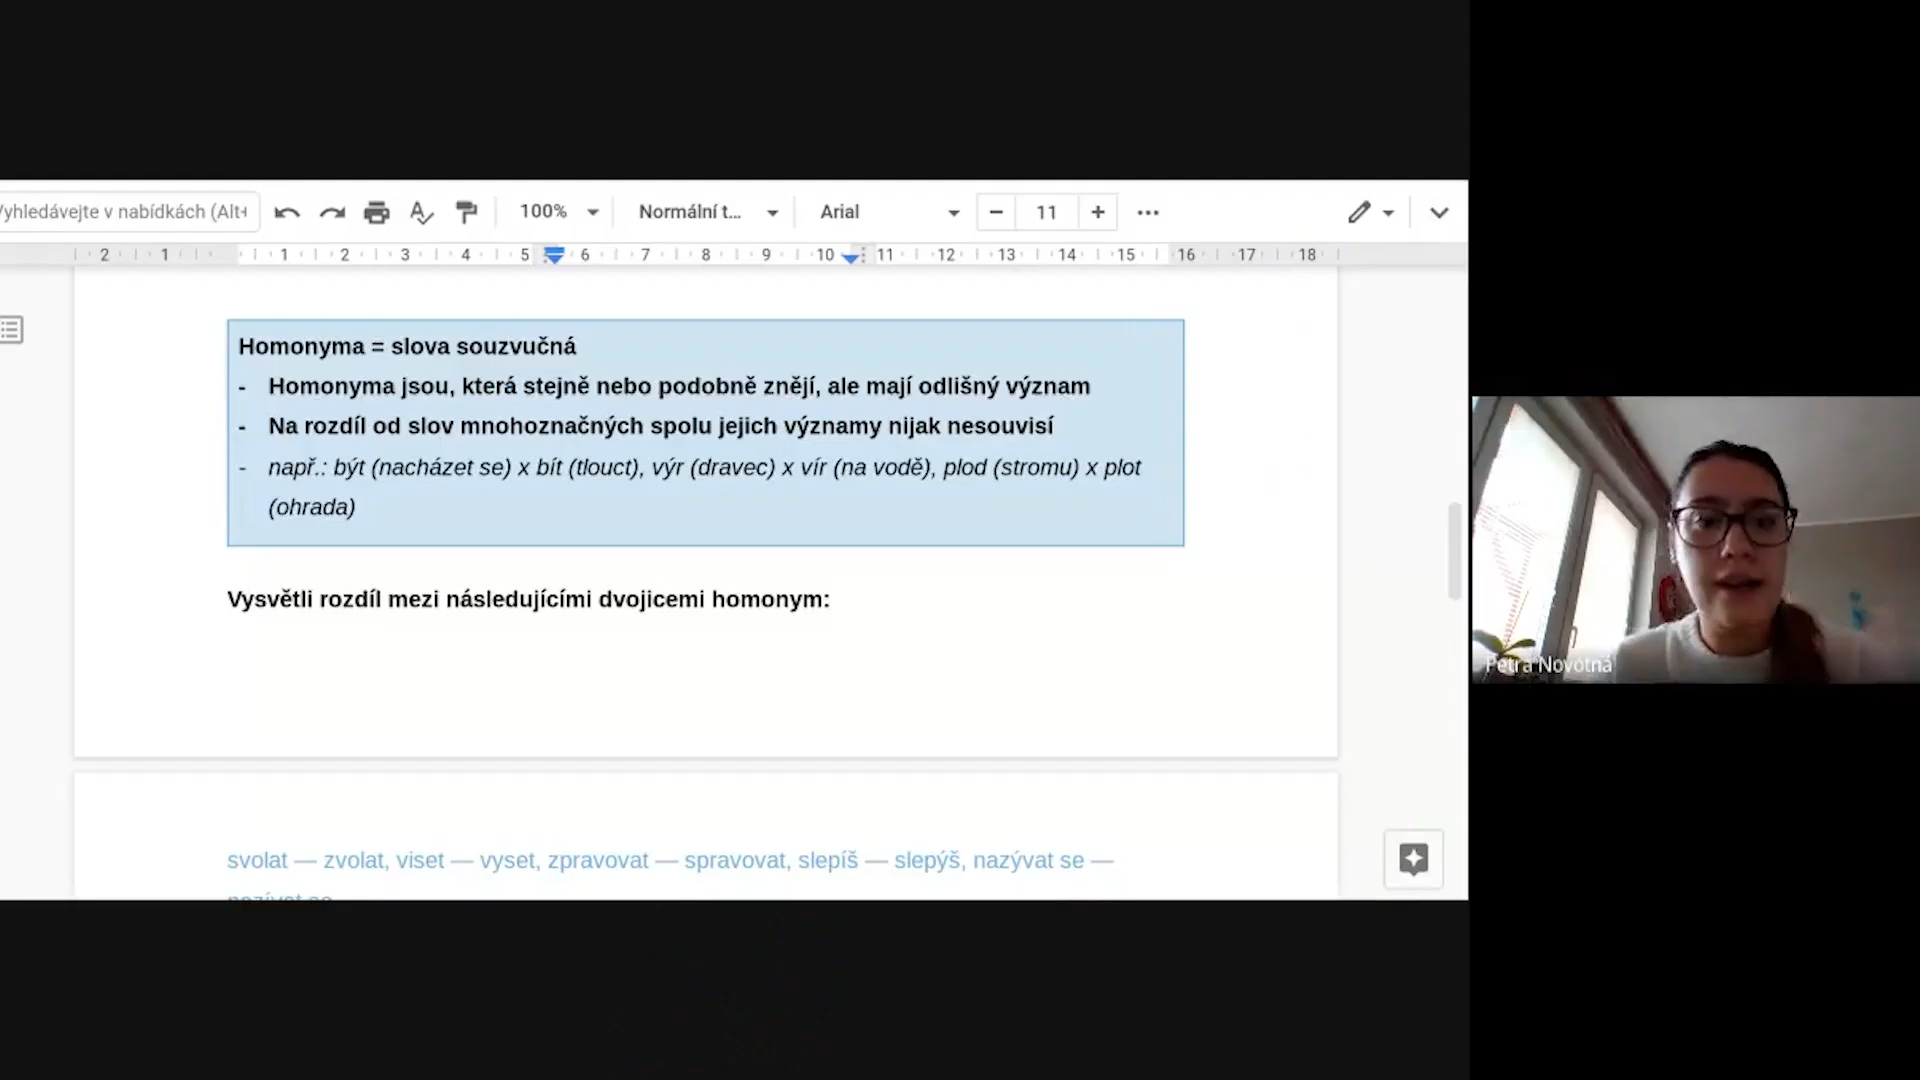 Vyhledávejte v nabídkách (Alt+
100%
Normální t...
Arial
11
2 1 1 2 3 4 5 6 7 8 9 10 11 12 13 14 15 16 17 18
Homonyma = slova souzvučná
- Homonyma jsou, která stejně nebo podobně znějí, ale mají odlišný význam
- Na rozdíl od slov mnohoznačných spolu jejich významy nijak nesouvisí
- např.: být (nacházet se) x bít (tlouct), výr (dravec) x vír (na vodě), plod (stromu) x plot
(ohrada)
Vysvětli rozdíl mezi následujícími dvojicemi homonym:
Petra Novotná
svolat — zvolat, viset — vyset, zpravovat — spravovat, slepíš — slepýš, nazývat se —
nazívat se